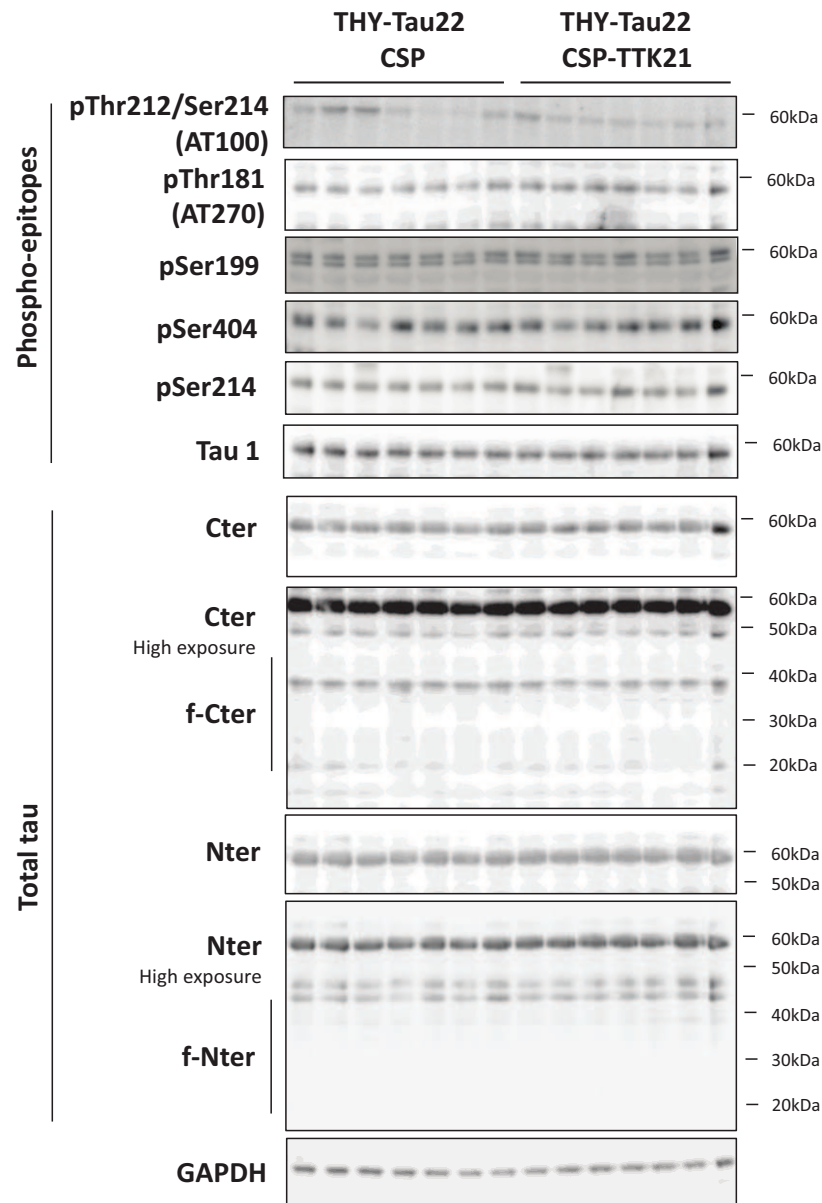 THY-Tau22
CSP
THY-Tau22
CSP-TTK21
Phospho-epitopes
pThr212/Ser214
(AT100)
60kDa
pThr181
(AT270)
60kDa
pSer199
60kDa
pSer404
60kDa
pSer214
60kDa
Tau 1
60kDa
Total tau
Cter
60kDa
Cter
High exposure
f-Cter
60kDa
50kDa
40kDa
30kDa
20kDa
Nter
60kDa
50kDa
Nter
High exposure
f-Nter
60kDa
50kDa
40kDa
30kDa
20kDa
GAPDH